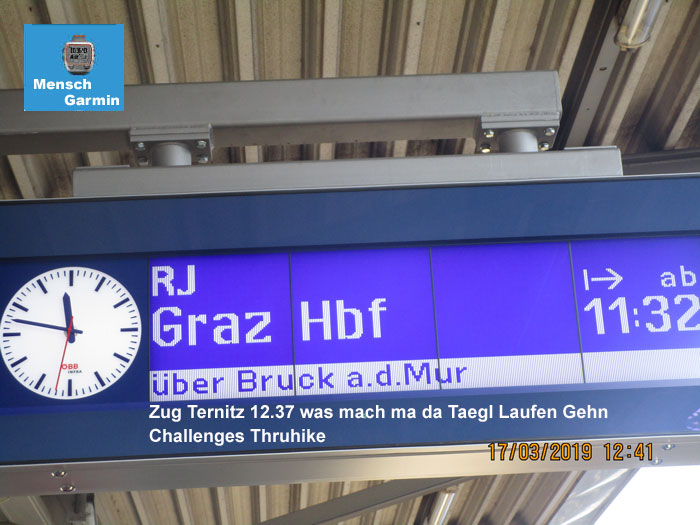 Mensch
Garmin
RJ
Graz Hbf
ab
11:32
über Bruck a.d.Mur
ÖBB
INFRA
Zug Ternitz 12.37 was mach ma da Taegl Laufen Gehn
Challenges Thruhike
17/03/2019 12:41